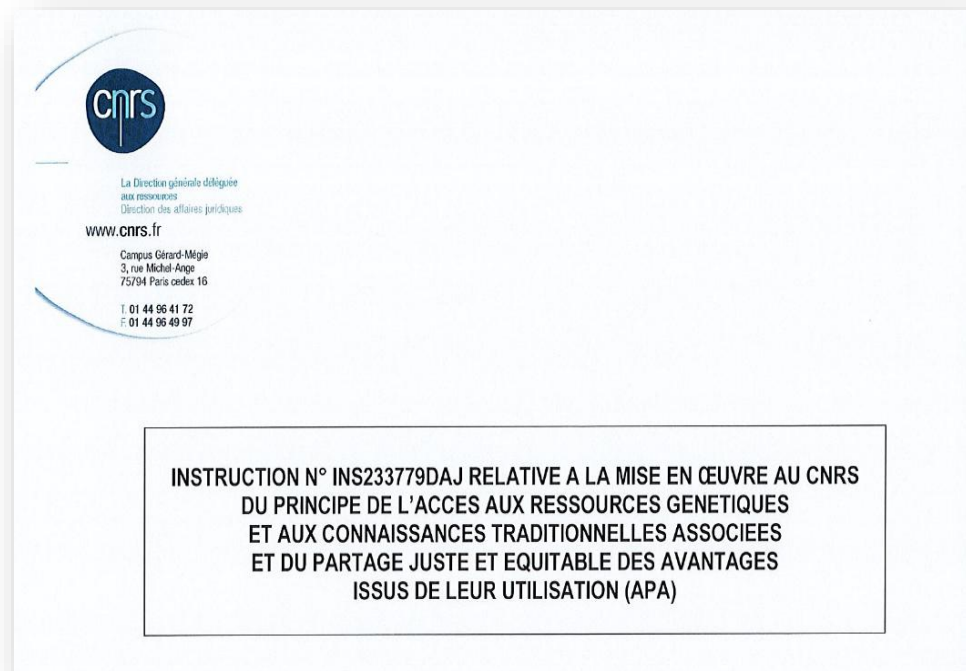 cnrs
La Direction générale déléguée
aux ressources
Direction des affaires juridiques
www.cnrs.fr
Campus Gérard-Mégie
3, rue Michel-Ange
75794 Paris cedex 16
T. 01 44 96 41 72
F. 01 44 96 49 97
INSTRUCTION N° INS233779DAJ RELATIVE A LA MISE EN ŒUVRE AU CNRS
DU PRINCIPE DE L'ACCES AUX RESSOURCES GENETIQUES
ET AUX CONNAISSANCES TRADITIONNELLES ASSOCIEES
ET DU PARTAGE JUSTE ET EQUITABLE DES AVANTAGES
ISSUS DE LEUR UTILISATION (APA)